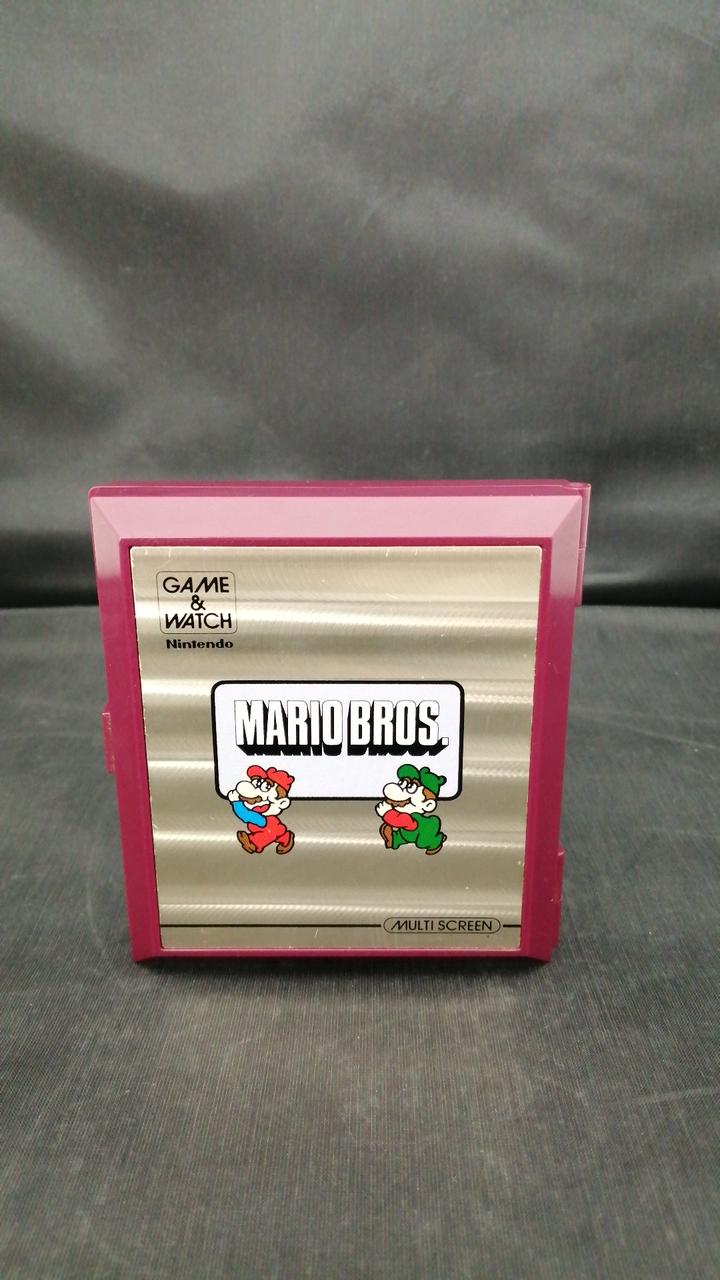 GAME
&
WATCH
Nintendo
MARIO BROS.
MULTI SCREEN